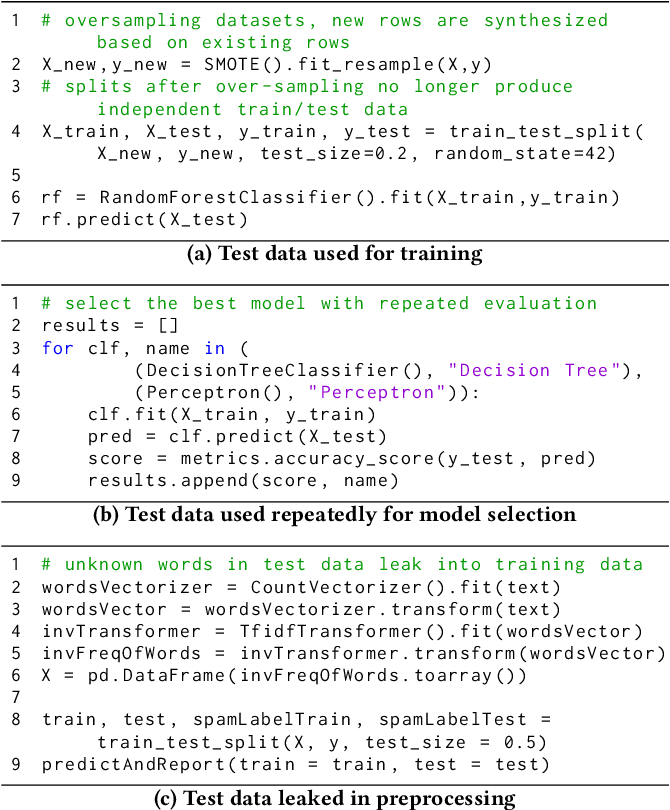 1 # oversampling datasets, new rows are synthesized
based on existing rows
2 X_new,y_new = SMOTE().fit_resample(X,y)
3 # splits after over-sampling no longer produce
independent train/test data
4 X_train, X_test, y_train, y_test = train_test_split(
X_new, y_new, test_size=0.2, random_state=42)
5
6 rf = RandomForestClassifier().fit(X_train,y_train)
7 rf.predict(X_test)
(a) Test data used for training
1 # select the best model with repeated evaluation
2 results = []
3 for clf, name in (
4 (DecisionTreeClassifier(), "Decision Tree"),
5 (Perceptron(), "Perceptron")):
6 clf.fit(X_train, y_train)
7 pred = clf.predict(X_test)
8 score = metrics.accuracy_score(y_test, pred)
9 results.append(score, name)
(b) Test data used repeatedly for model selection
1 # unknown words in test data leak into training data
2 wordsVectorizer = CountVectorizer().fit(text)
3 wordsVector = wordsVectorizer.transform(text)
4 invTransformer = TfidfTransformer().fit(wordsVector)
5 invFreqOfWords = invTransformer.transform(wordsVector)
6 X = pd.DataFrame(invFreqOfWords.toarray())
7
8 train, test, spamLabelTrain, spamLabelTest =
train_test_split(X, y, test_size = 0.5)
9 predictAndReport(train = train, test = test)
(c) Test data leaked in preprocessing